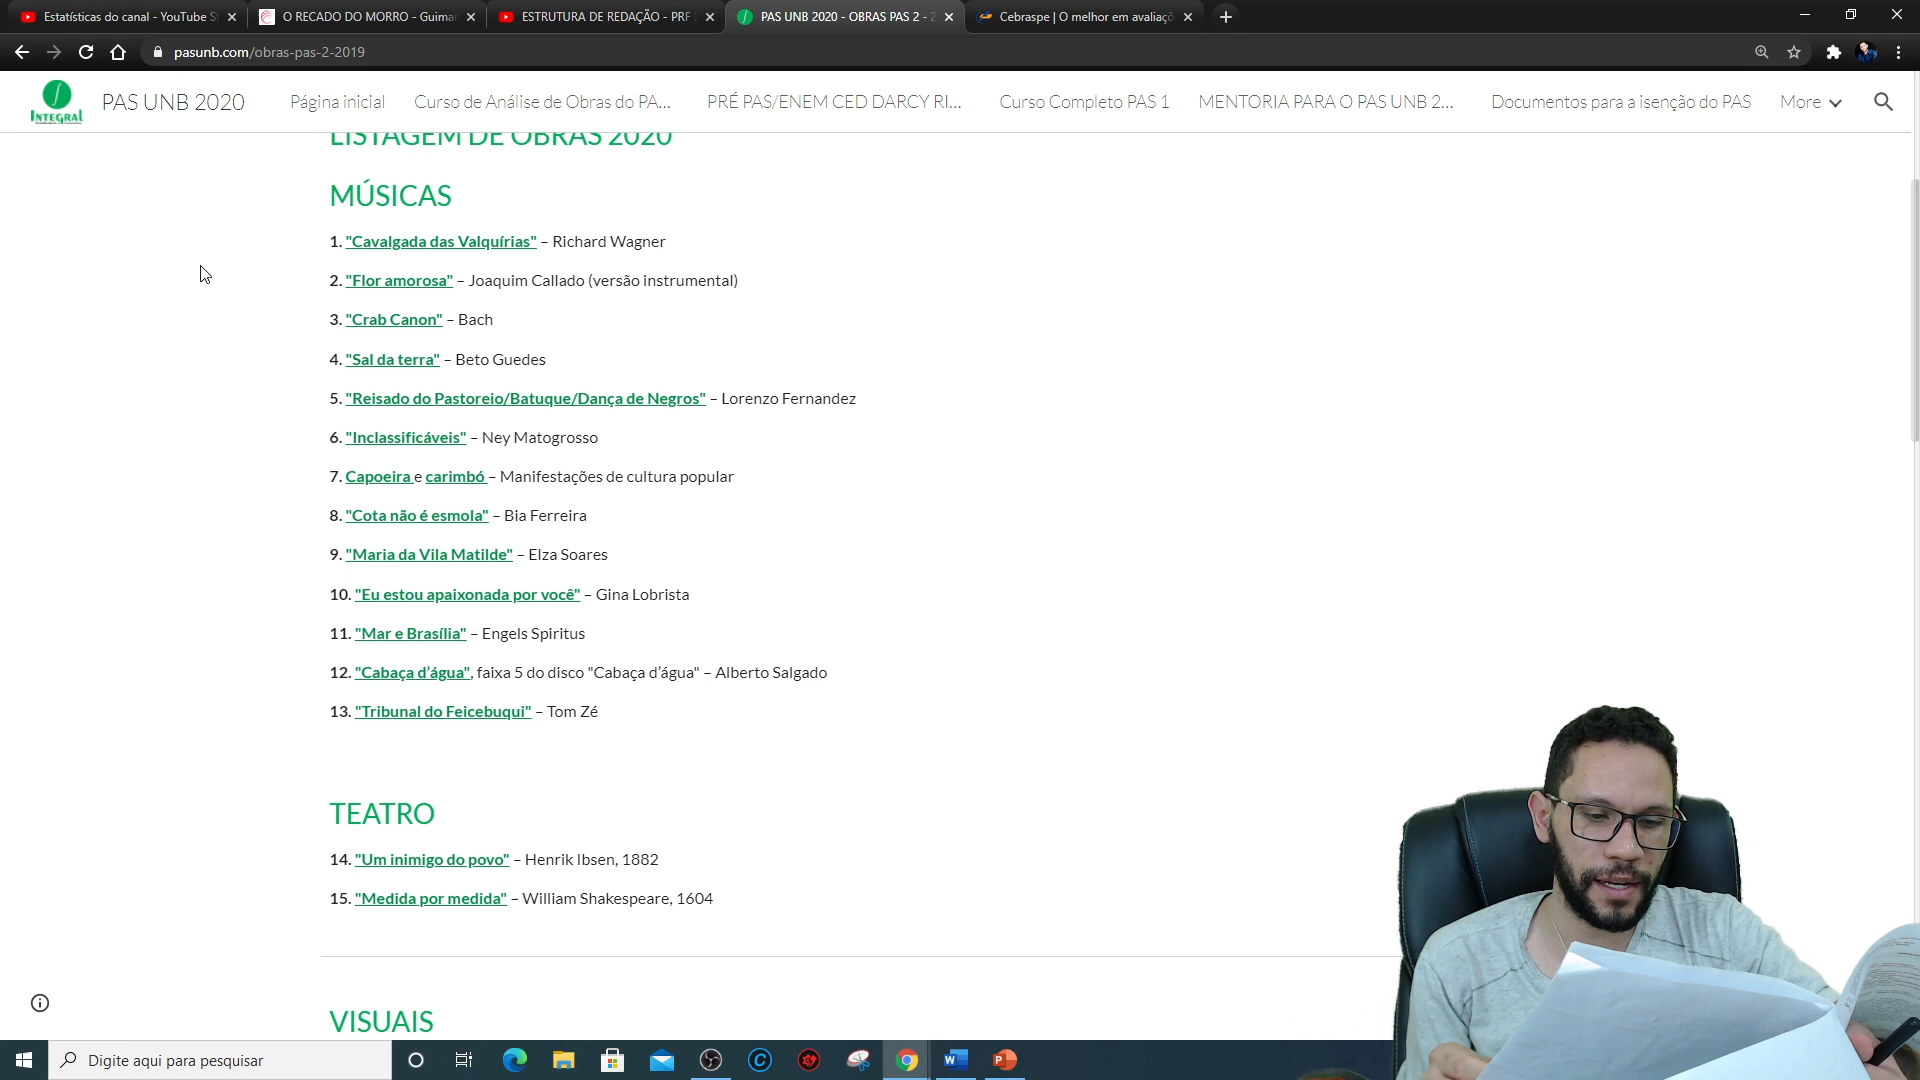 Estatísticas do canal - YouTube S
O RECADO DO MORRO - Guimar
ESTRUTURA DE REDAÇÃO - PRF
PAS UNB 2020 - OBRAS PAS 2 - 2
Cebraspe | O melhor em avaliaçõ
pasunb.com/obras-pas-2-2019
INTEGRAL
PAS UNB 2020
Página inicial
Curso de Análise de Obras do PA...
PRÉ PAS/ENEM CED DARCY RI...
Curso Completo PAS 1
MENTORIA PARA O PAS UNB 2...
Documentos para a isenção do PAS
More
LISTAGEM DE OBRAS 2020
MÚSICAS
1. "Cavalgada das Valquírias" – Richard Wagner
2. "Flor amorosa" – Joaquim Callado (versão instrumental)
3. "Crab Canon" – Bach
4. "Sal da terra" – Beto Guedes
5. "Reisado do Pastoreio/Batuque/Dança de Negros" – Lorenzo Fernandez
6. "Inclassificáveis" – Ney Matogrosso
7. Capoeira e carimbó – Manifestações de cultura popular
8. "Cota não é esmola" – Bia Ferreira
9. "Maria da Vila Matilde" – Elza Soares
10. "Eu estou apaixonada por você" – Gina Lobrista
11. "Mar e Brasília" – Engels Spiritus
12. "Cabaça d’água", faixa 5 do disco "Cabaça d’água" – Alberto Salgado
13. "Tribunal do Feicebuqui" – Tom Zé
TEATRO
14. "Um inimigo do povo" – Henrik Ibsen, 1882
15. "Medida por medida" – William Shakespeare, 1604
VISUAIS
Digite aqui para pesquisar